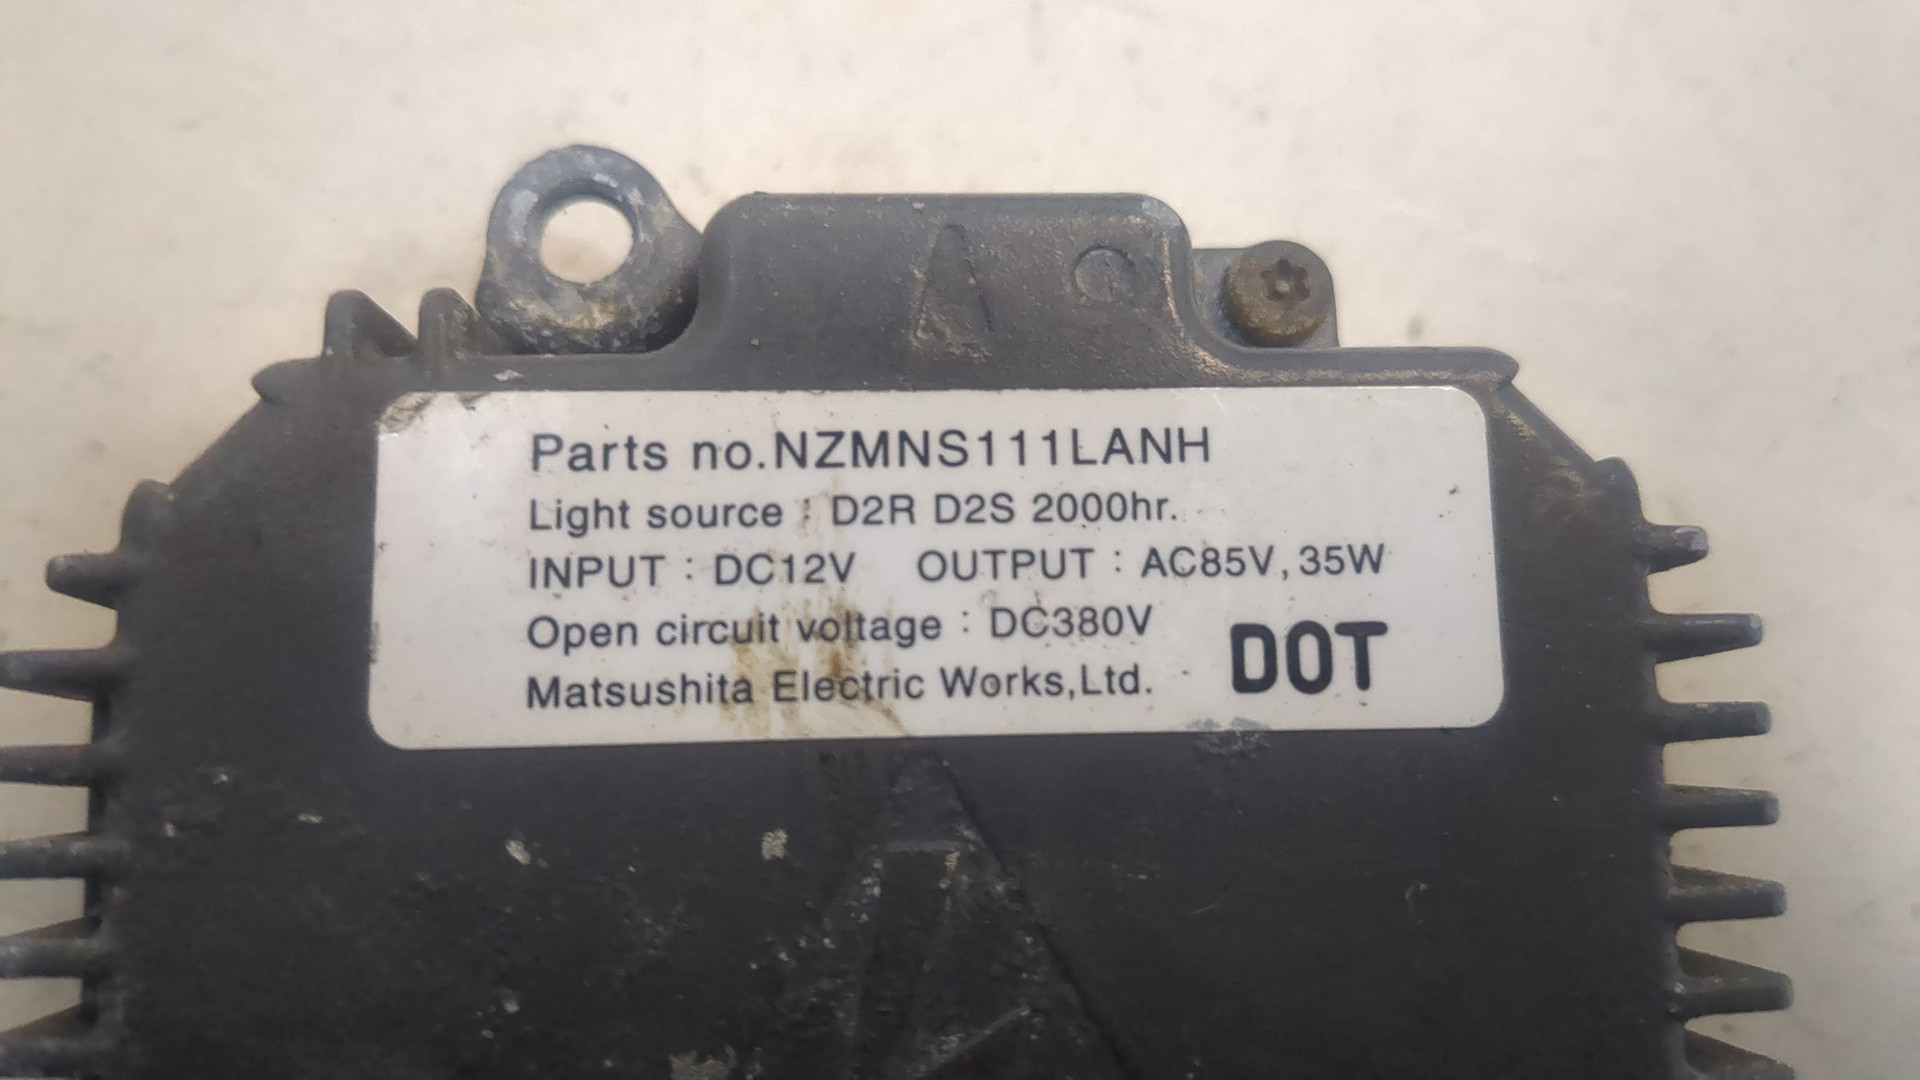 Parts no.NZMNS111LANH
Light source : D2R D2S 2000hr.
INPUT : DC12V OUTPUT : AC85V,35W
Open circuit voltage : DC380V
Matsushita Electric Works,Ltd. DOT